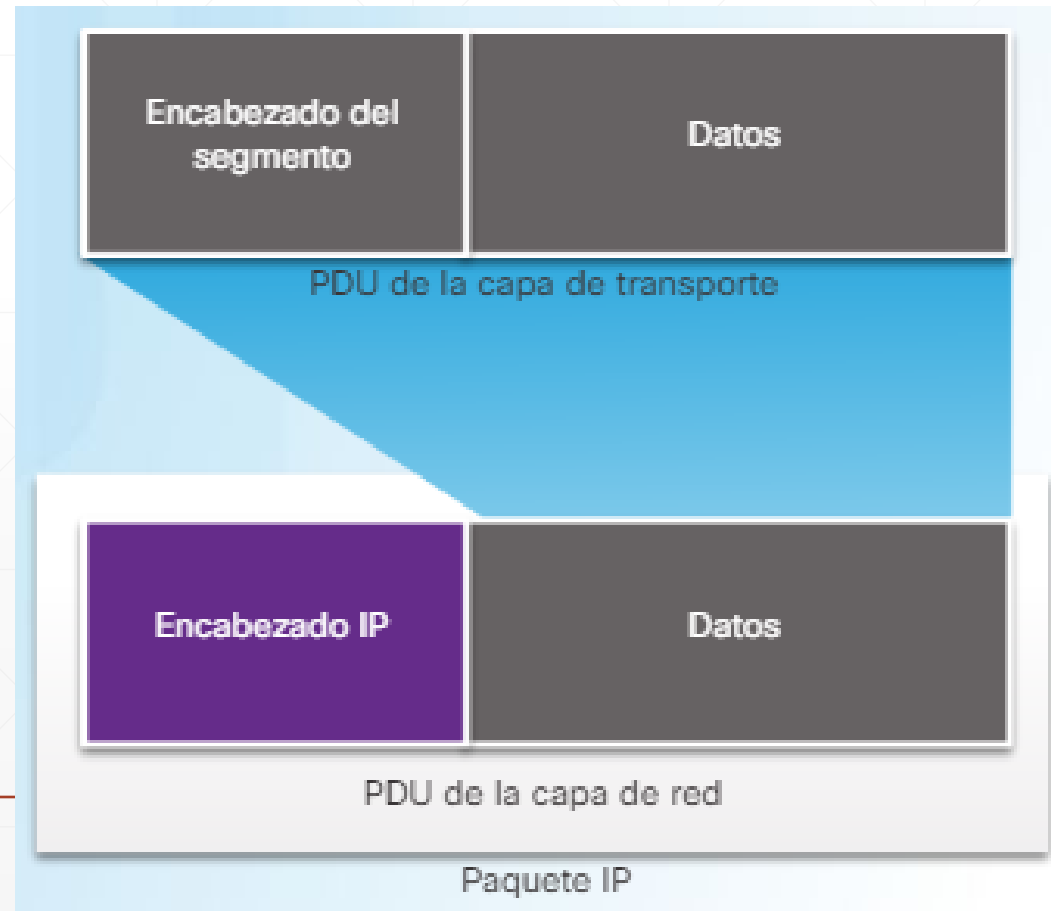 Encabezado del
segmento
Datos
PDU de la capa de transporte
Encabezado IP
Datos
PDU de la capa de red
Paquete IP